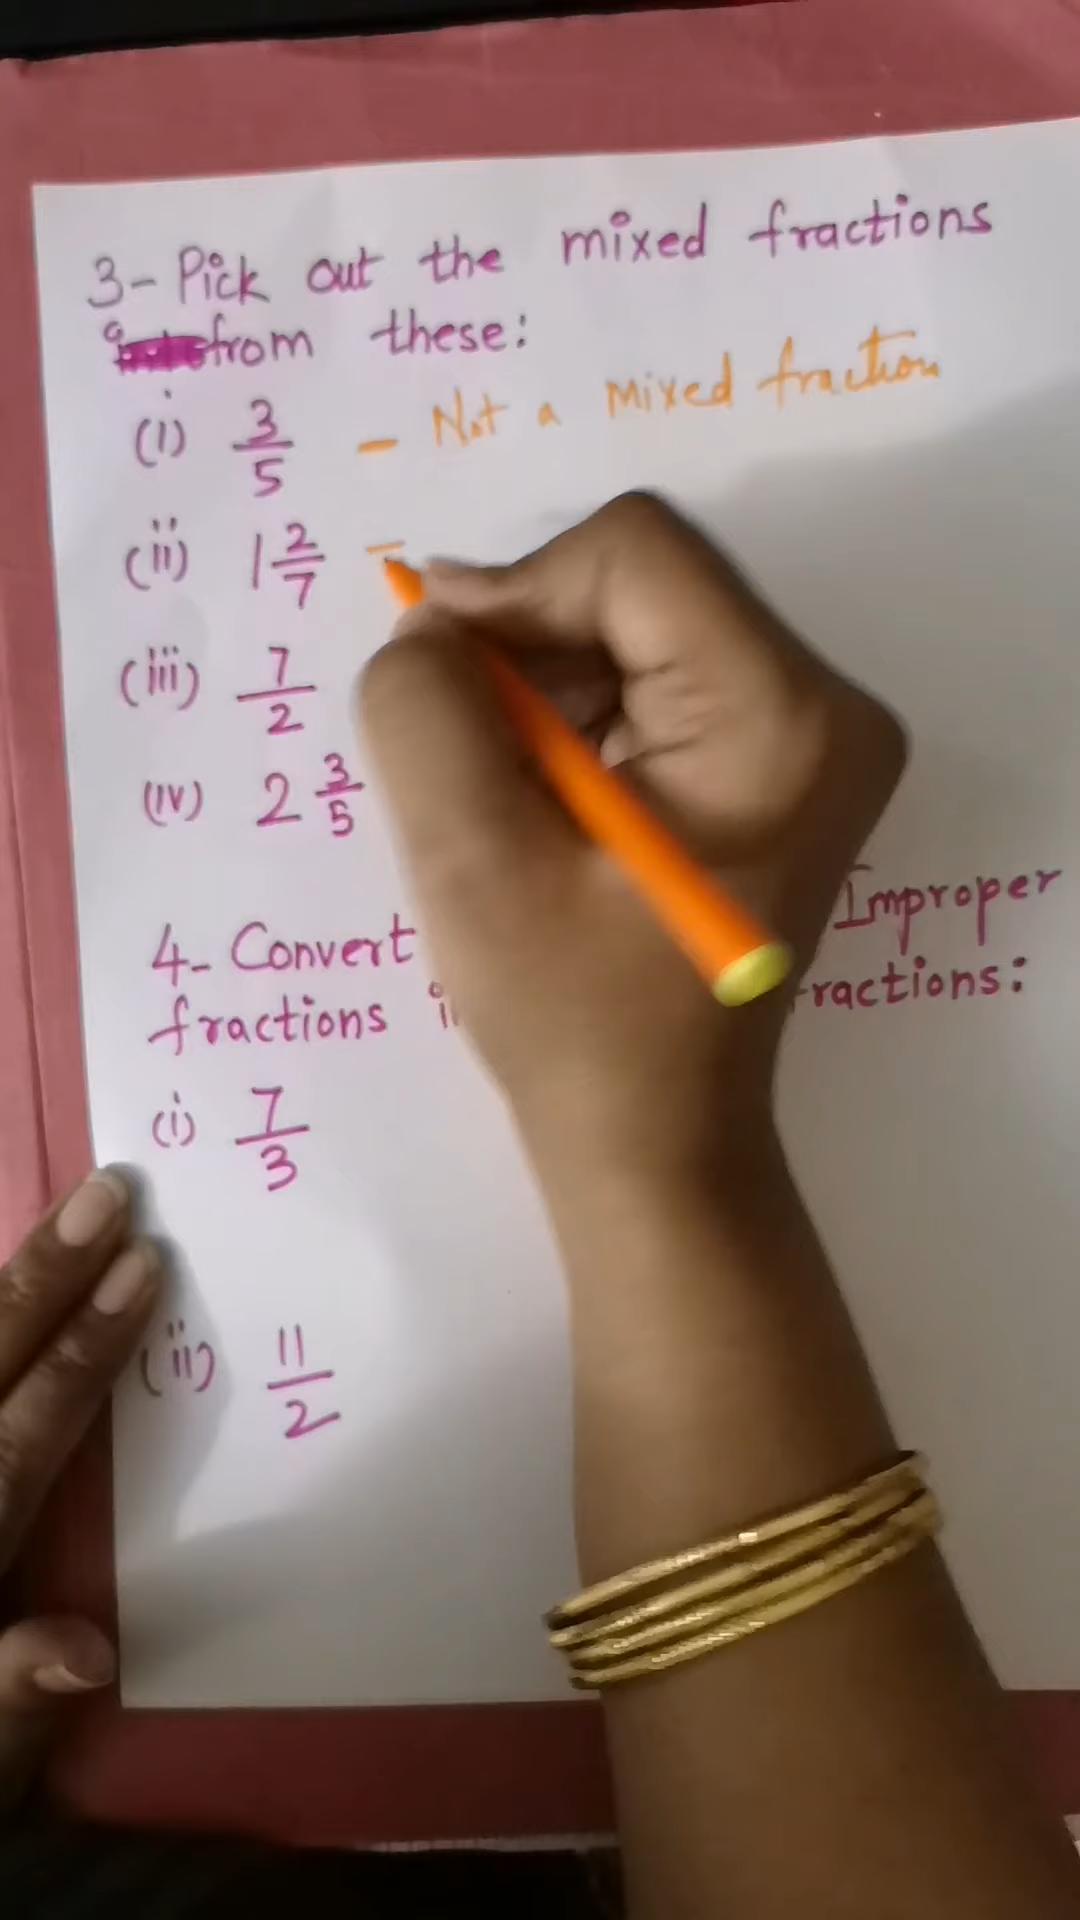 3- Pick out the mixed fractions
from these:
(i) 3/5 - Not a mixed fraction
(ii) 1 2/7 -
(iii) 7/2
(iv) 2 3/5
4- Convert Improper
fractions fractions:
(i) 7/3
(ii) 11/2